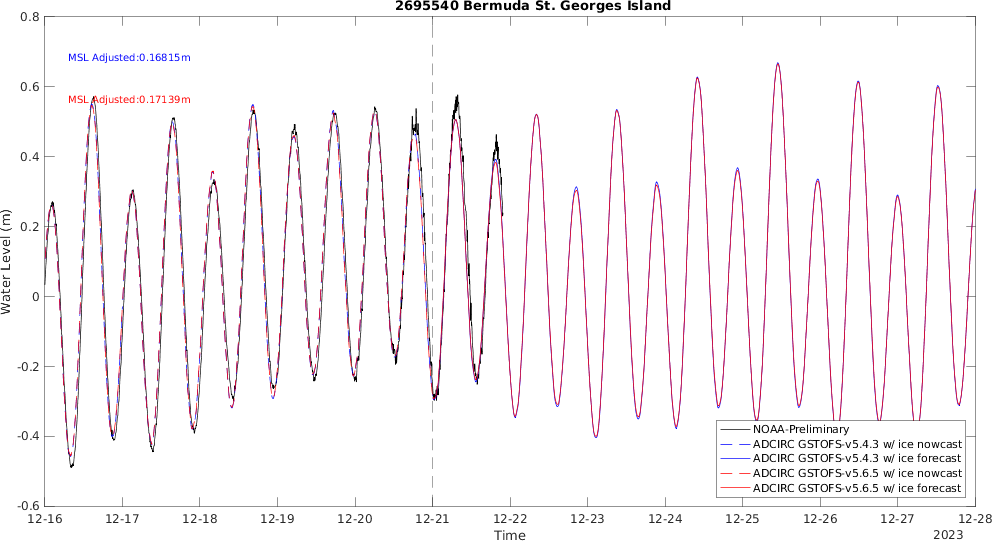 2695540 Bermuda St. Georges Island
MSL Adjusted:0.16815m
MSL Adjusted:0.17139m
Water Level (m)
0.8
0.6
0.4
0.2
0
-0.2
-0.4
-0.6
NOAA-Preliminary
ADCIRC GSTOFS-v5.4.3 w/ ice nowcast
ADCIRC GSTOFS-v5.4.3 w/ ice forecast
ADCIRC GSTOFS-v5.6.5 w/ ice nowcast
ADCIRC GSTOFS-v5.6.5 w/ ice forecast
12-16 12-17 12-18 12-19 12-20 12-21 12-22 12-23 12-24 12-25 12-26 12-27 12-28
Time
2023